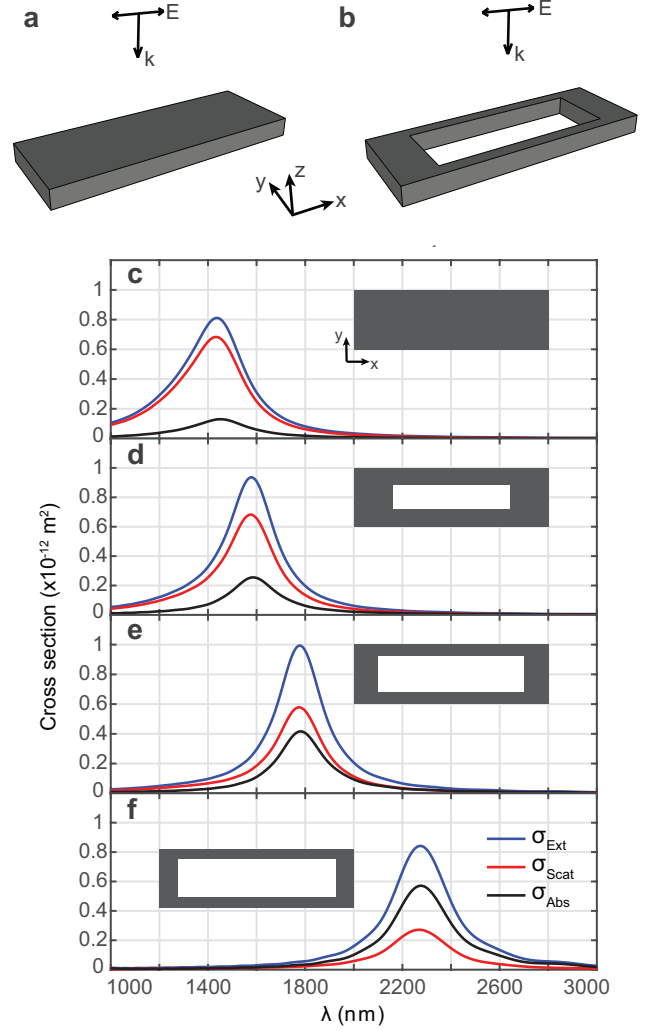 a
E
k
b
E
k
y
z
x
c
1
0.8
0.6
0.4
0.2
0
y
x
d
1
0.8
0.6
0.4
0.2
0
Cross section (x10⁻¹² m²)
e
1
0.8
0.6
0.4
0.2
0
f
1
0.8
0.6
0.4
0.2
0
σExt
σScat
σAbs
1000 1400 1800 2200 2600 3000
λ (nm)